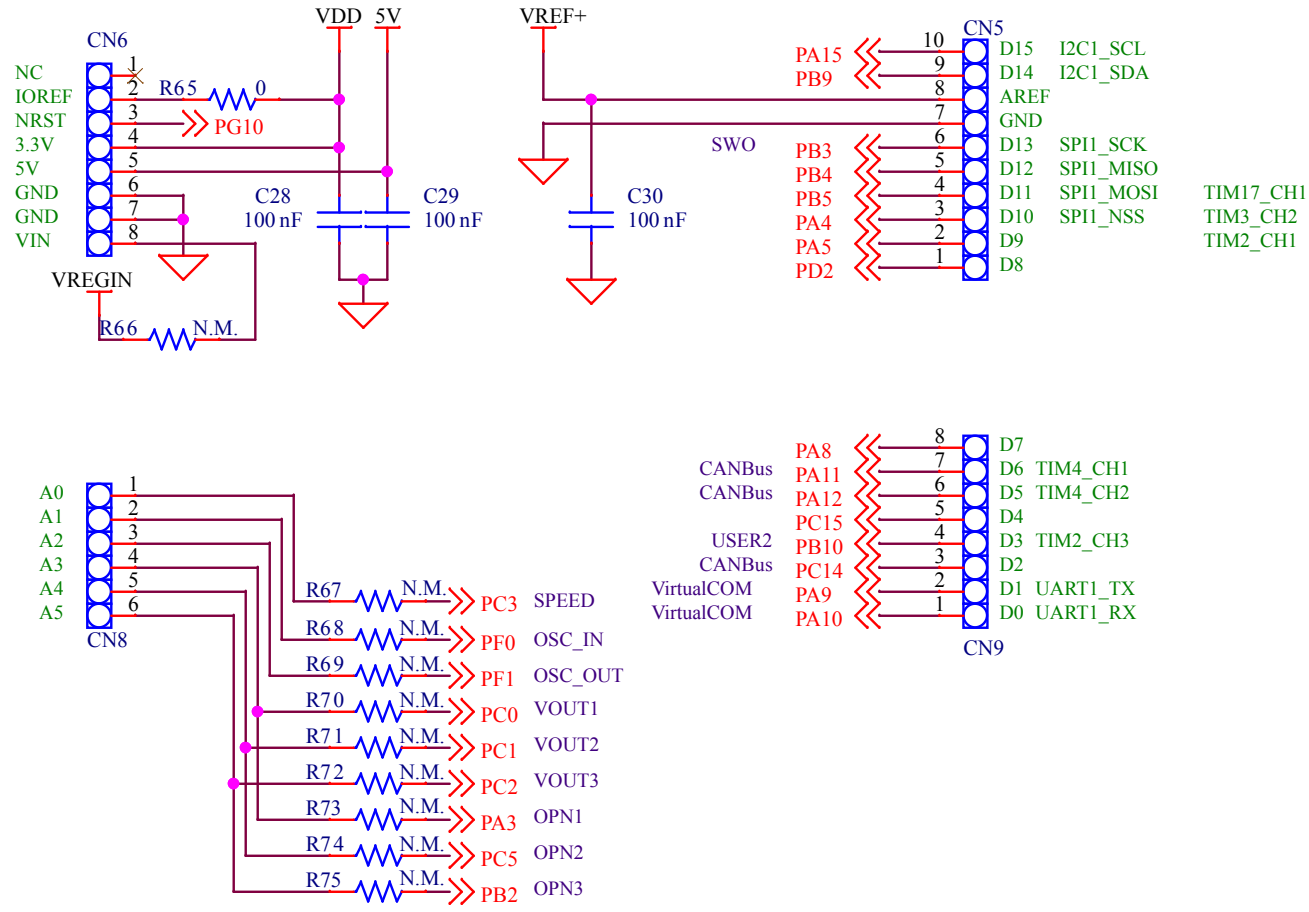 VDD 5V
VREF+
CN6
NC 1
IOREF 2 R65 0
NRST 3 PG10
3.3V 4
5V 5
GND 6
GND 7
VIN 8
C28
100 nF
C29
100 nF
C30
100 nF
VREGIN
R66 N.M.
CN5
PA15 10 D15 I2C1_SCL
PB9 9 D14 I2C1_SDA
8 AREF
7 GND
SWO PB3 6 D13 SPI1_SCK
PB4 5 D12 SPI1_MISO
PB5 4 D11 SPI1_MOSI TIM17_CH1
PA4 3 D10 SPI1_NSS TIM3_CH2
PA5 2 D9 TIM2_CH1
PD2 1 D8
A0 1
A1 2
A2 3
A3 4
A4 5
A5 6
CN8
R67 N.M. PC3 SPEED
R68 N.M. PF0 OSC_IN
R69 N.M. PF1 OSC_OUT
R70 N.M. PC0 VOUT1
R71 N.M. PC1 VOUT2
R72 N.M. PC2 VOUT3
R73 N.M. PA3 OPN1
R74 N.M. PC5 OPN2
R75 N.M. PB2 OPN3
PA8 8 D7
CANBus PA11 7 D6 TIM4_CH1
CANBus PA12 6 D5 TIM4_CH2
PC15 5 D4
USER2 PB10 4 D3 TIM2_CH3
CANBus PC14 3 D2
VirtualCOM PA9 2 D1 UART1_TX
VirtualCOM PA10 1 D0 UART1_RX
CN9